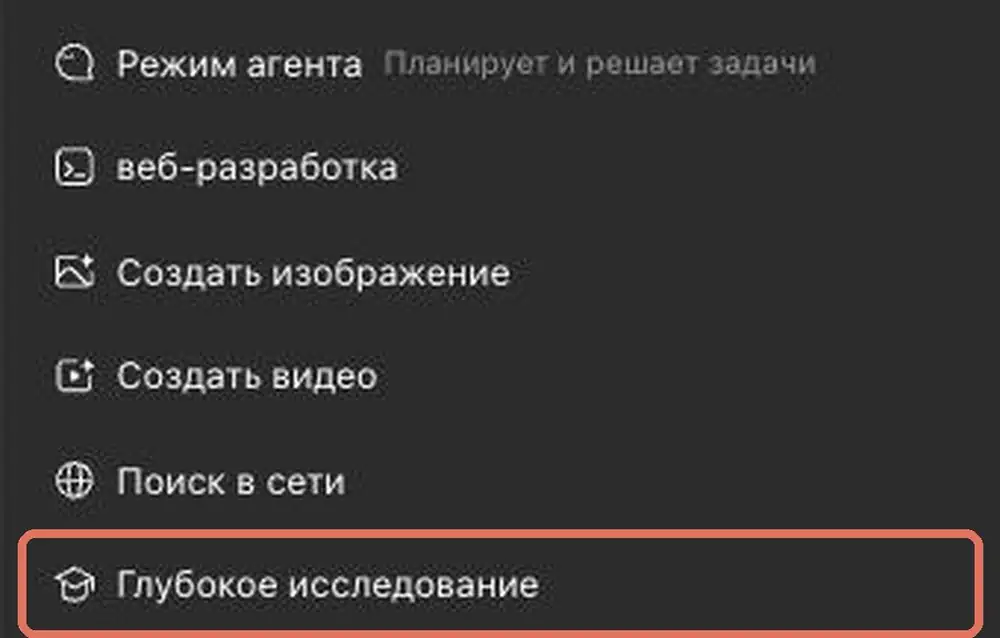 Режим агента Планирует и решает задачи
веб-разработка
Создать изображение
Создать видео
Поиск в сети
Глубокое исследование